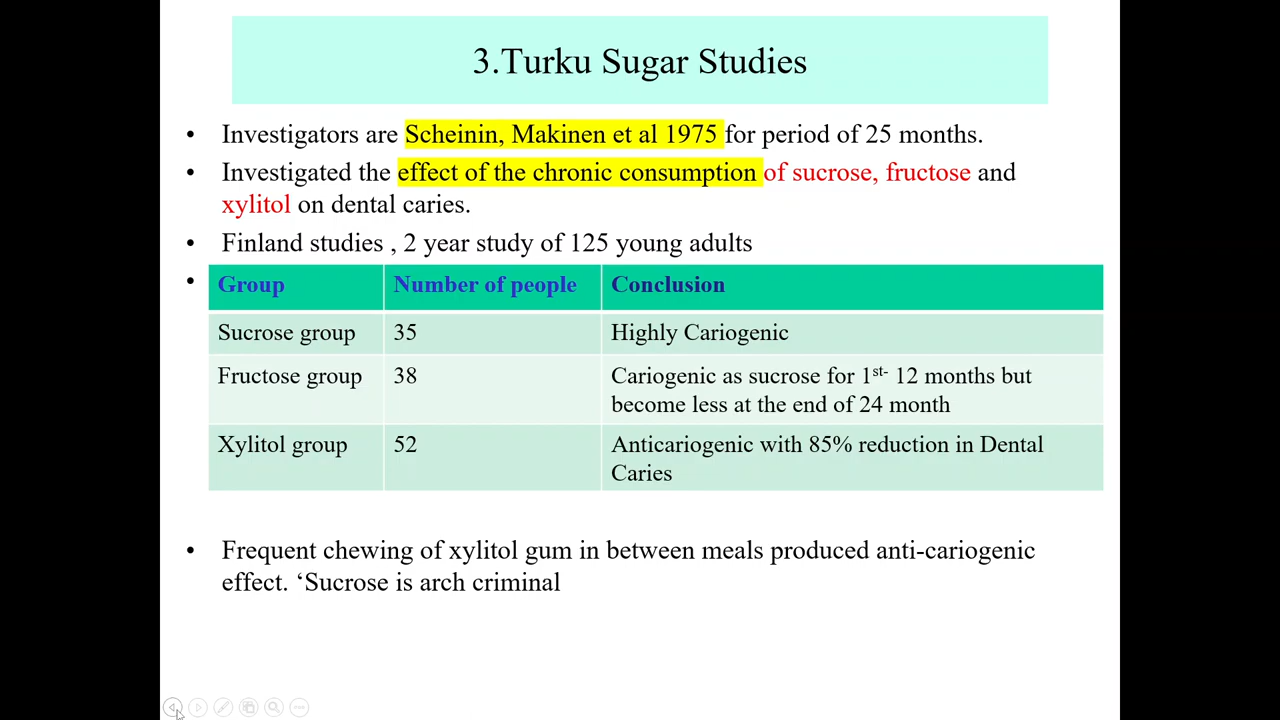 3.Turku Sugar Studies
• Investigators are Scheinin, Makinen et al 1975 for period of 25 months.
• Investigated the effect of the chronic consumption of sucrose, fructose and
xylitol on dental caries.
• Finland studies , 2 year study of 125 young adults
• Group Number of people Conclusion
Sucrose group 35 Highly Cariogenic
Fructose group 38 Cariogenic as sucrose for 1st- 12 months but
become less at the end of 24 month
Xylitol group 52 Anticariogenic with 85% reduction in Dental
Caries
• Frequent chewing of xylitol gum in between meals produced anti-cariogenic
effect. ‘Sucrose is arch criminal